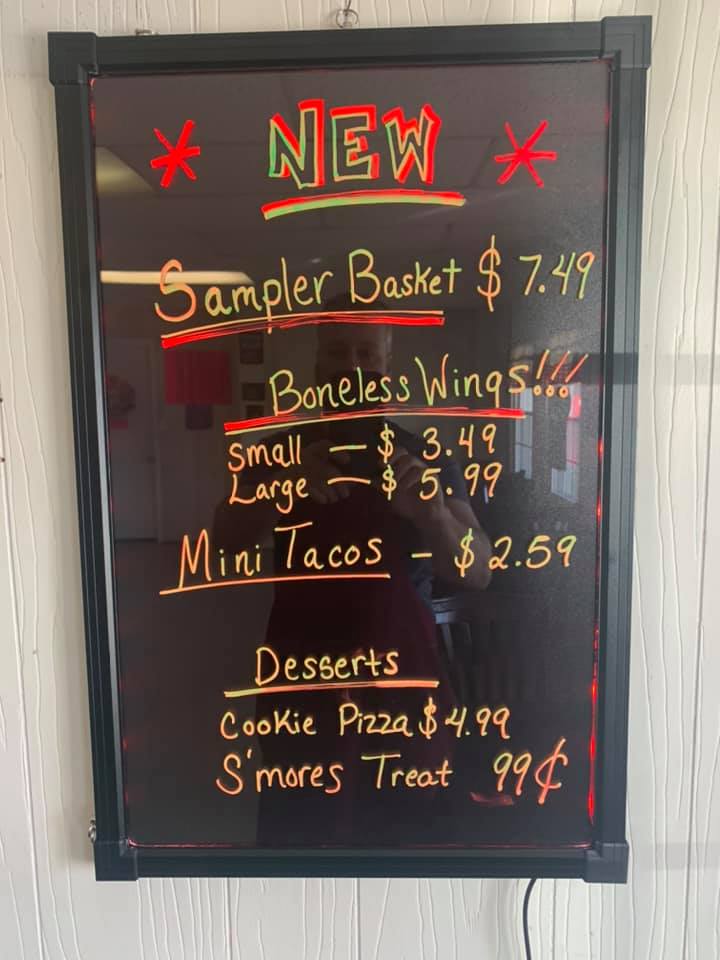 * NEW *
Sampler Basket $7.49
Boneless Wings!!!
Small — $ 3.49
Large — $ 5.99
Mini Tacos - $2.59
Desserts
Cookie Pizza $4.99
S'mores Treat 99¢